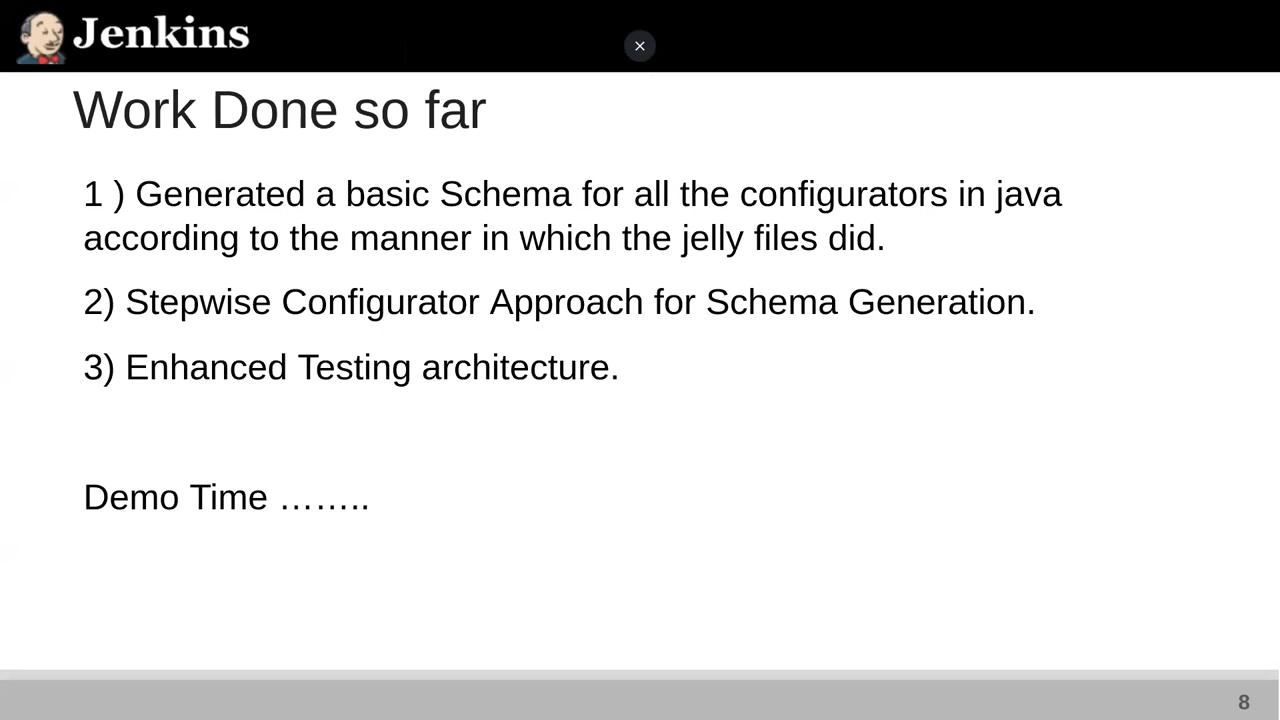 Jenkins
Work Done so far
1 ) Generated a basic Schema for all the configurators in java
according to the manner in which the jelly files did.
2) Stepwise Configurator Approach for Schema Generation.
3) Enhanced Testing architecture.
Demo Time ……..
8